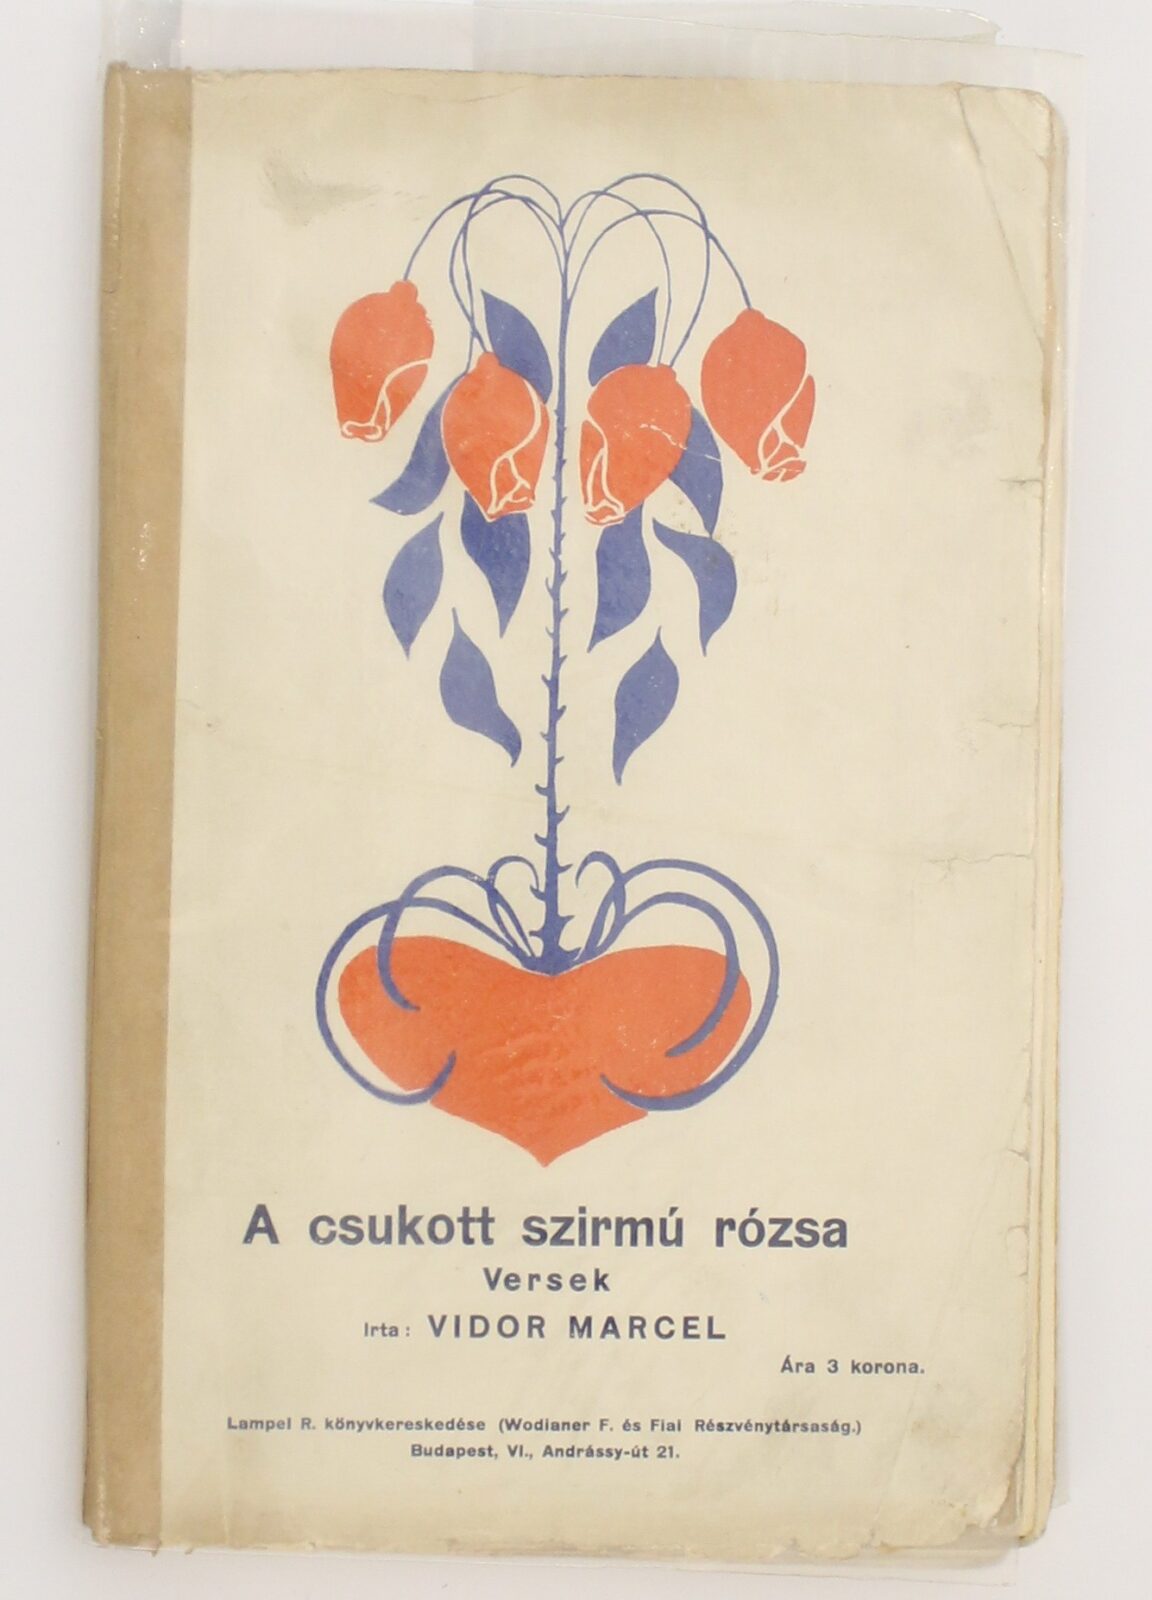 A csukott szirmú rózsa
Versek
Irta: VIDOR MARCEL
Ára 3 korona.
Lampel R. könyvkereskedése (Wodianer F. és Fiai Részvénytársaság.)
Budapest, VI., Andrássy-út 21.